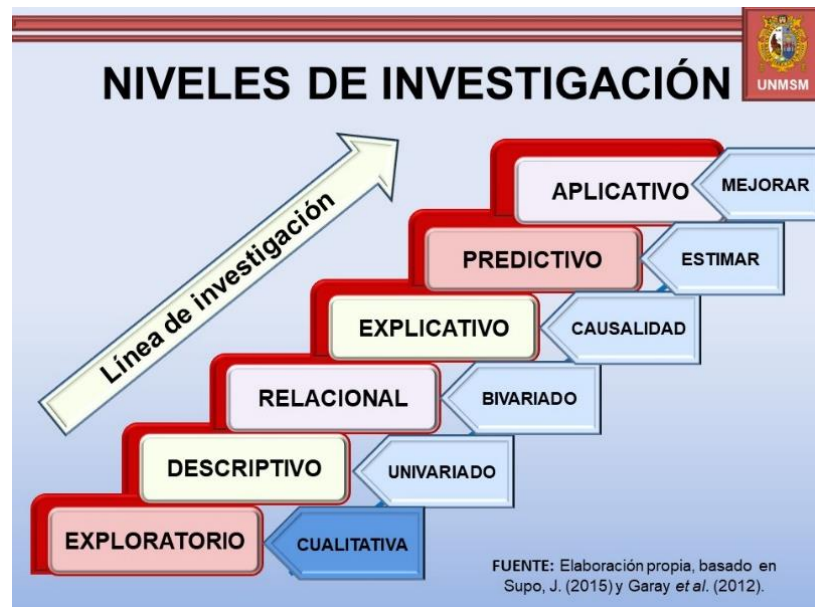 UNMSM
NIVELES DE INVESTIGACIÓN
Línea de investigación
APLICATIVO
MEJORAR
PREDICTIVO
ESTIMAR
EXPLICATIVO
CAUSALIDAD
RELACIONAL
BIVARIADO
DESCRIPTIVO
UNIVARIADO
EXPLORATORIO
CUALITATIVA
FUENTE: Elaboración propia, basado en
Supo, J. (2015) y Garay et al. (2012).